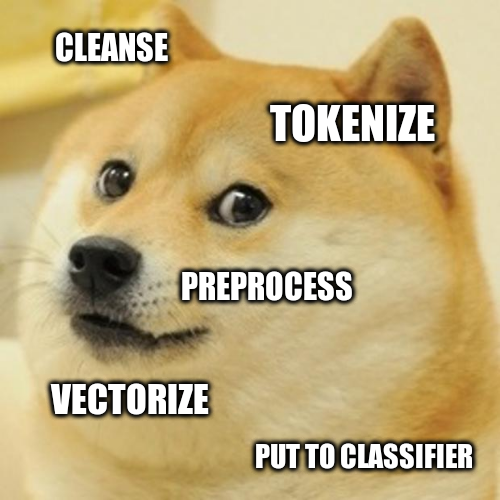 CLEANSE
TOKENIZE
PREPROCESS
VECTORIZE
PUT TO CLASSIFIER